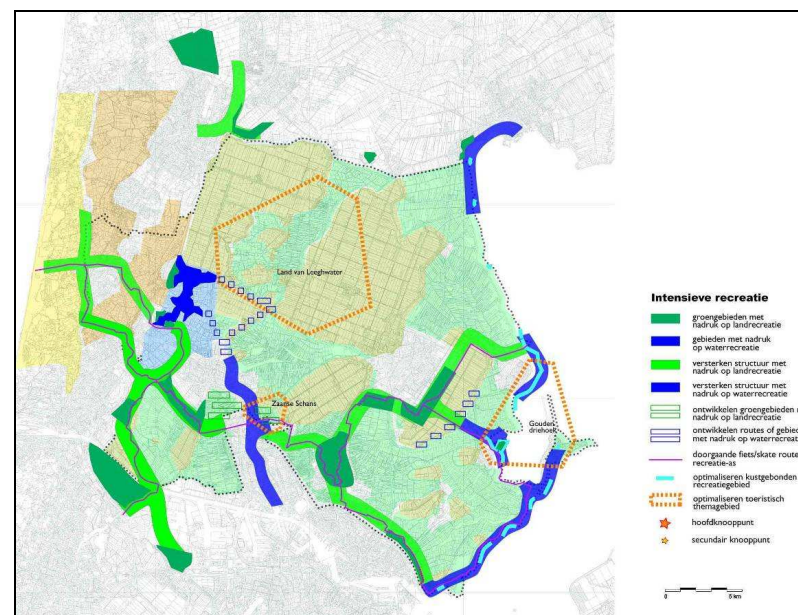 Land van Leeghwater
Zaanse Schans
Gouden
driehoek
Intensieve recreatie
groengebieden met
nadruk op landrecreatie
gebieden met nadruk
op waterrecreatie
versterken structuur met
nadruk op landrecreatie
versterken structuur met
nadruk op waterrecreatie
ontwikkelen groengebieden m
nadruk op landrecreatie
ontwikkelen routes of gebied
met nadruk op waterrecreat
doorgaande fiets/skate route
recreatie-as
optimaliseren kustgebonden
recreatiegebied
optimaliseren toeristisch
themagebied
hoofdknooppunt
secundair knooppunt
0 5 km